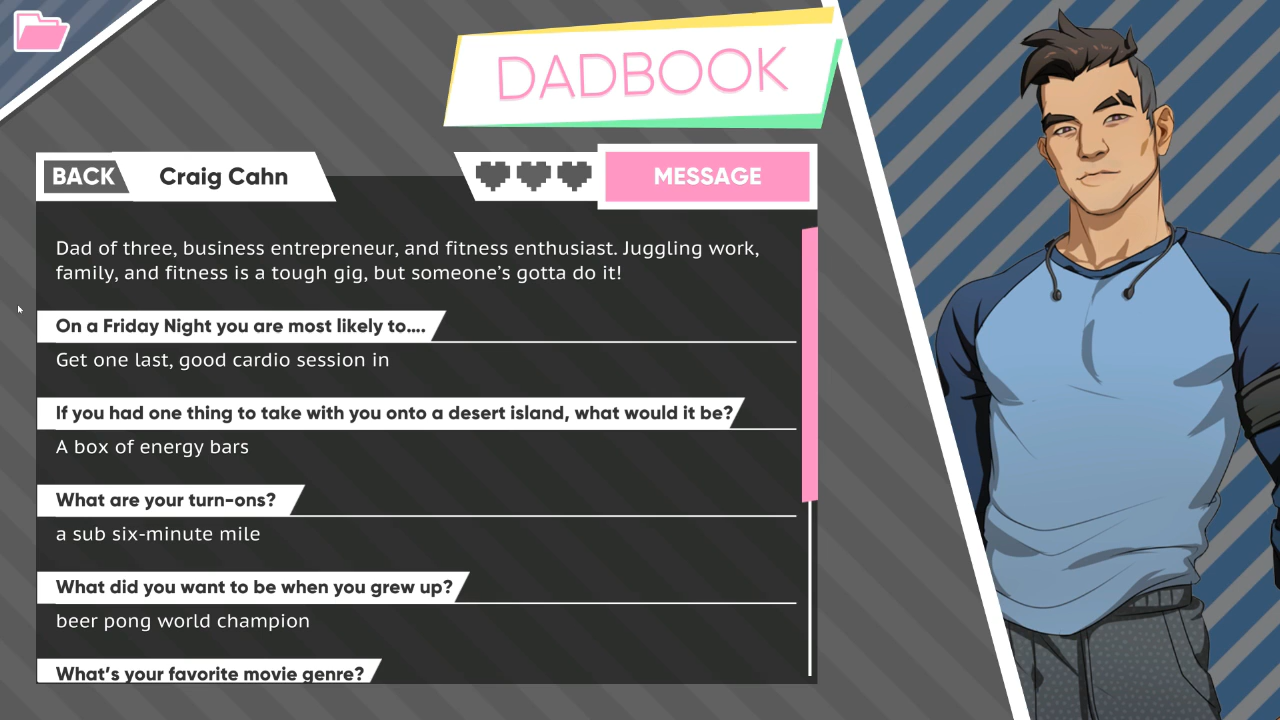 DADBOOK
BACK
Craig Cahn
MESSAGE
Dad of three, business entrepreneur, and fitness enthusiast. Juggling work,
family, and fitness is a tough gig, but someone’s gotta do it!
On a Friday Night you are most likely to....
Get one last, good cardio session in
If you had one thing to take with you onto a desert island, what would it be?
A box of energy bars
What are your turn-ons?
a sub six-minute mile
What did you want to be when you grew up?
beer pong world champion
What’s your favorite movie genre?